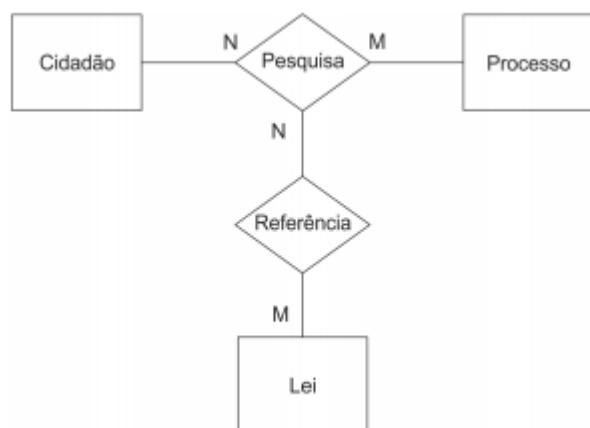 N
M
Cidadão
Pesquisa
Processo
N
Referência
M
Lei